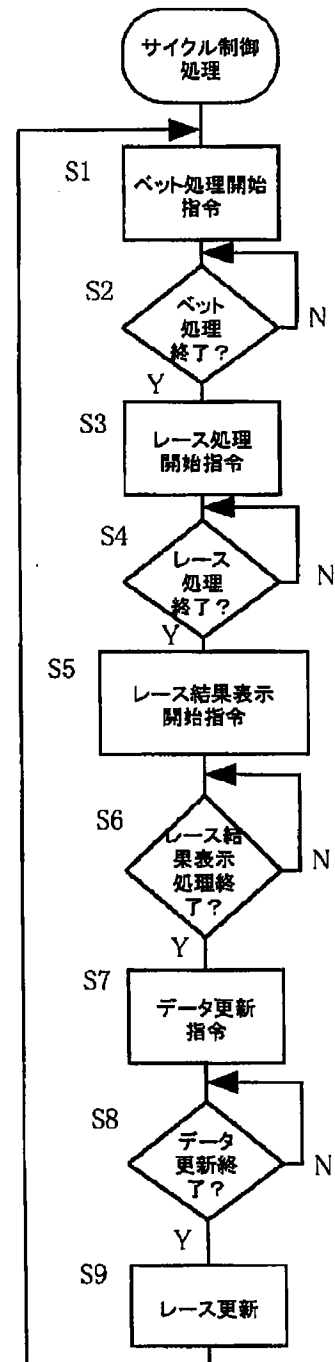 サイクル制御
処理
S1
ベット処理開始
指令
S2
ベット
処理
終了？
N
Y
S3
レース処理
開始指令
S4
レース
処理
終了？
N
Y
S5
レース結果表示
開始指令
S6
レース結
果表示
処理終
了？
N
Y
S7
データ更新
指令
S8
データ
更新終
了？
N
Y
S9
レース更新